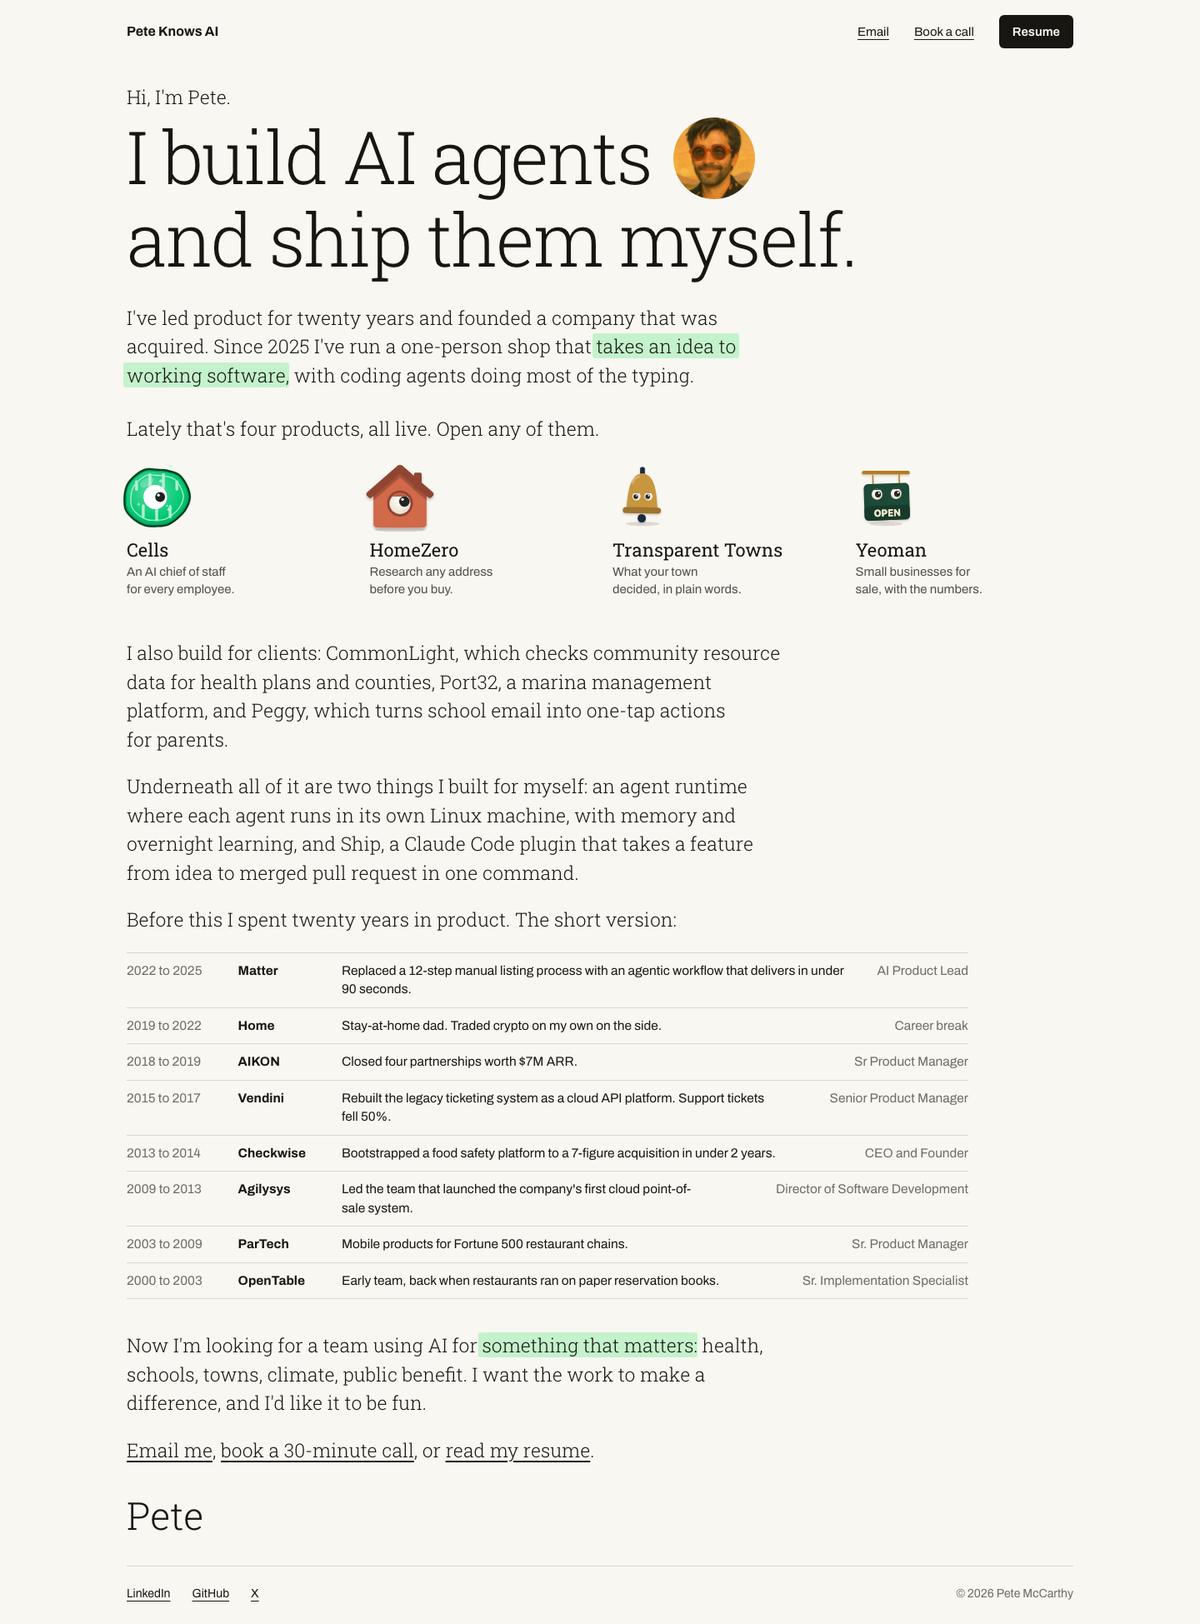 Pete Knows AI
Email Book a call Resume
Hi, I'm Pete.
I build AI agents
and ship them myself.
I've led product for twenty years and founded a company that was
acquired. Since 2025 I've run a one-person shop that takes an idea to
working software, with coding agents doing most of the typing.
Lately that's four products, all live. Open any of them.
OPEN
Cells
An AI chief of staff
for every employee.
HomeZero
Research any address
before you buy.
Transparent Towns
What your town
decided, in plain words.
Yeoman
Small businesses for
sale, with the numbers.
I also build for clients: CommonLight, which checks community resource
data for health plans and counties, Port32, a marina management
platform, and Peggy, which turns school email into one-tap actions
for parents.
Underneath all of it are two things I built for myself: an agent runtime
where each agent runs in its own Linux machine, with memory and
overnight learning, and Ship, a Claude Code plugin that takes a feature
from idea to merged pull request in one command.
Before this I spent twenty years in product. The short version:
2022 to 2025 Matter Replaced a 12-step manual listing process with an agentic workflow that delivers in under AI Product Lead
90 seconds.
2019 to 2022 Home Stay-at-home dad. Traded crypto on my own on the side. Career break
2018 to 2019 AIKON Closed four partnerships worth $7M ARR. Sr Product Manager
2015 to 2017 Vendini Rebuilt the legacy ticketing system as a cloud API platform. Support tickets Senior Product Manager
fell 50%.
2013 to 2014 Checkwise Bootstrapped a food safety platform to a 7-figure acquisition in under 2 years. CEO and Founder
2009 to 2013 Agilysys Led the team that launched the company's first cloud point-of- Director of Software Development
sale system.
2003 to 2009 ParTech Mobile products for Fortune 500 restaurant chains. Sr. Product Manager
2000 to 2003 OpenTable Early team, back when restaurants ran on paper reservation books. Sr. Implementation Specialist
Now I'm looking for a team using AI for something that matters: health,
schools, towns, climate, public benefit. I want the work to make a
difference, and I'd like it to be fun.
Email me, book a 30-minute call, or read my resume.
Pete
LinkedIn GitHub X © 2026 Pete McCarthy